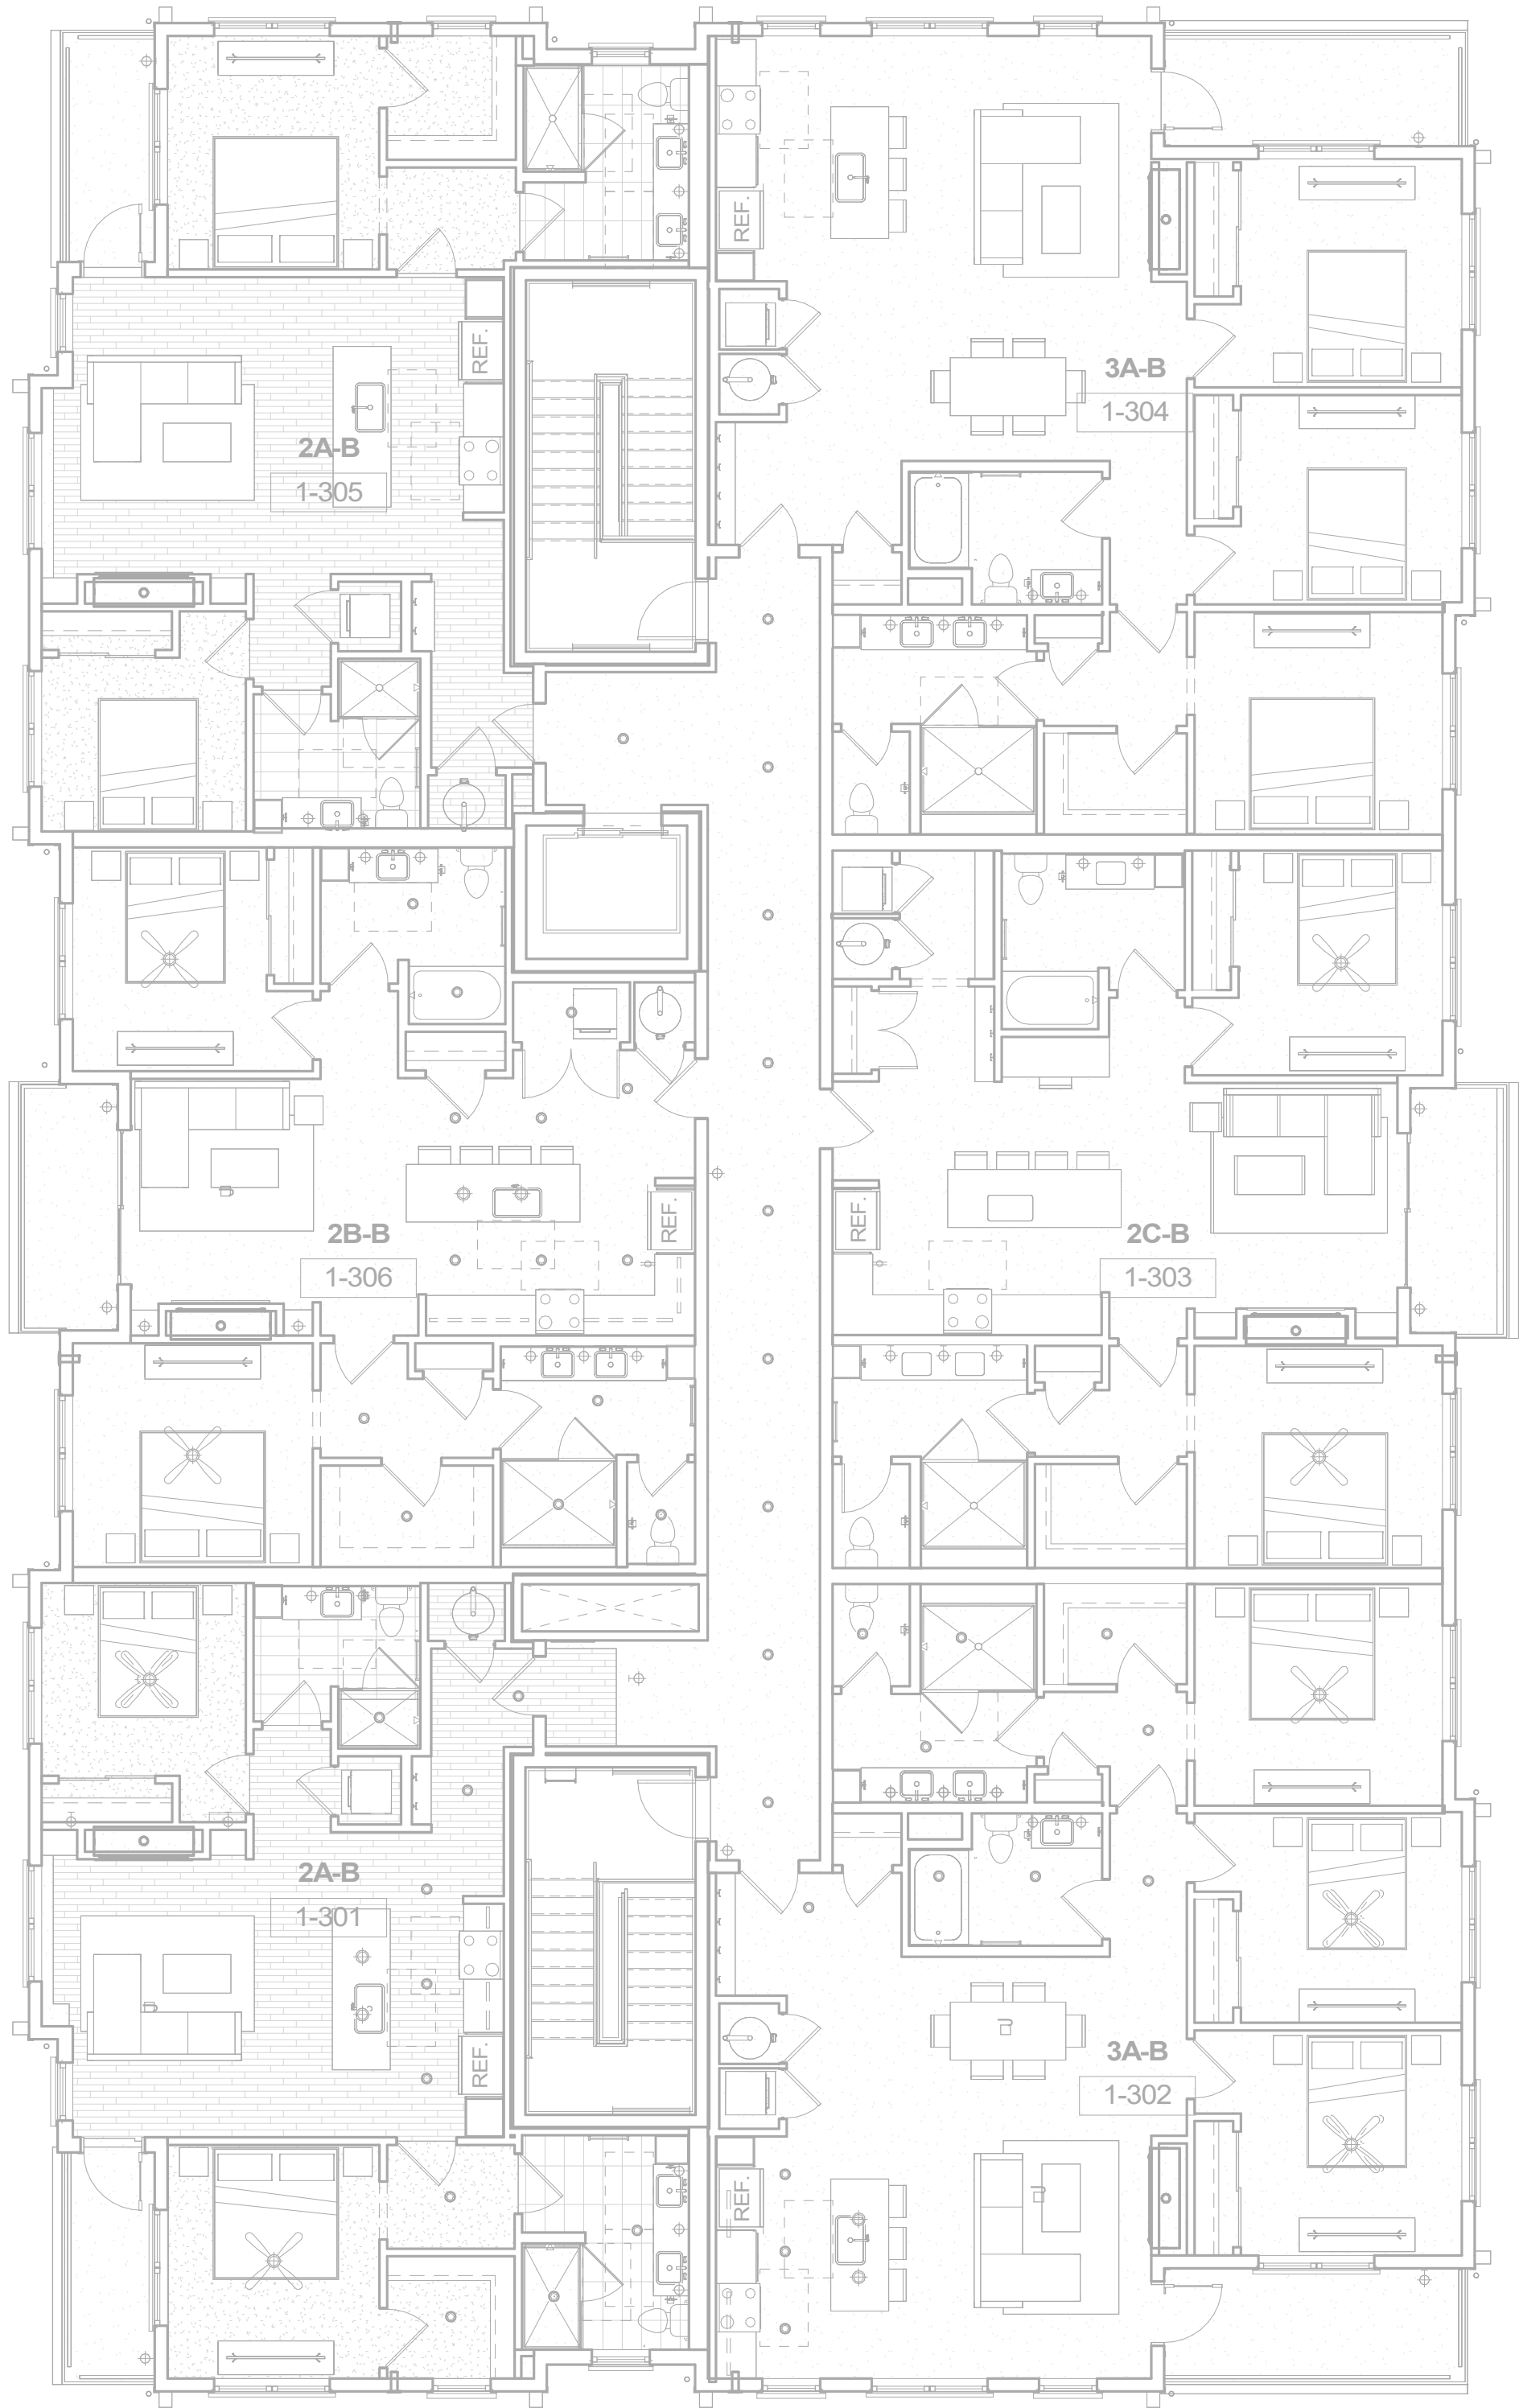 REF.
3A-B
1-304
REF.
2A-B
1-305
REF.
REF.
2B-B
1-306
2C-B
1-303
2A-B
1-301
REF.
3A-B
1-302
REF.